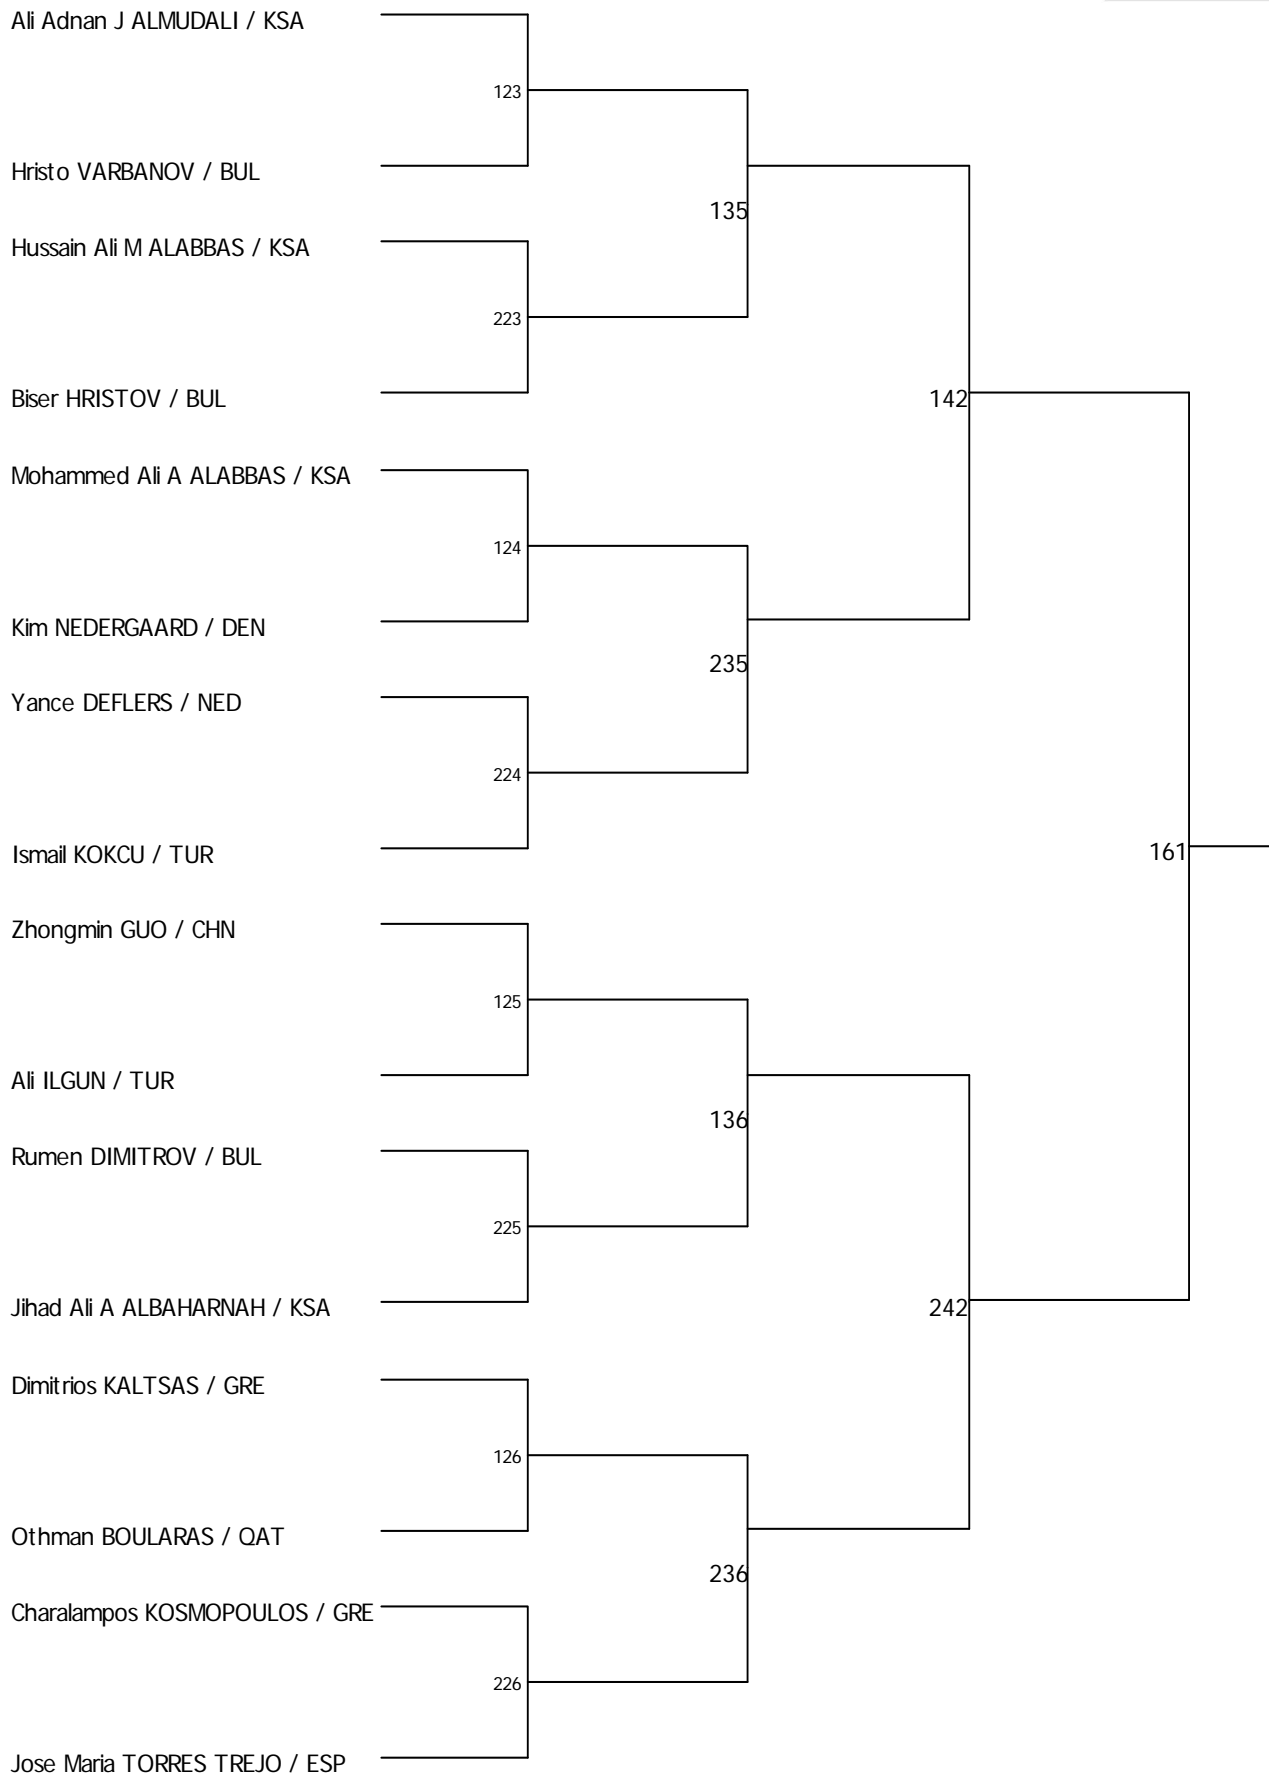 Ali Adnan J ALMUDALI / KSA
123
Hristo VARBANOV / BUL
135
Hussain Ali M ALABBAS / KSA
223
Biser HRISTOV / BUL
142
Mohammed Ali A ALABBAS / KSA
124
Kim NEDERGAARD / DEN
235
Yance DEFLERS / NED
224
Ismail KOKCU / TUR
161
Zhongmin GUO / CHN
125
Ali ILGUN / TUR
136
Rumen DIMITROV / BUL
225
Jihad Ali A ALBAHARNAH / KSA
242
Dimitrios KALTSAS / GRE
126
Othman BOULARAS / QAT
236
Charalampos KOSMOPOULOS / GRE
226
Jose Maria TORRES TREJO / ESP